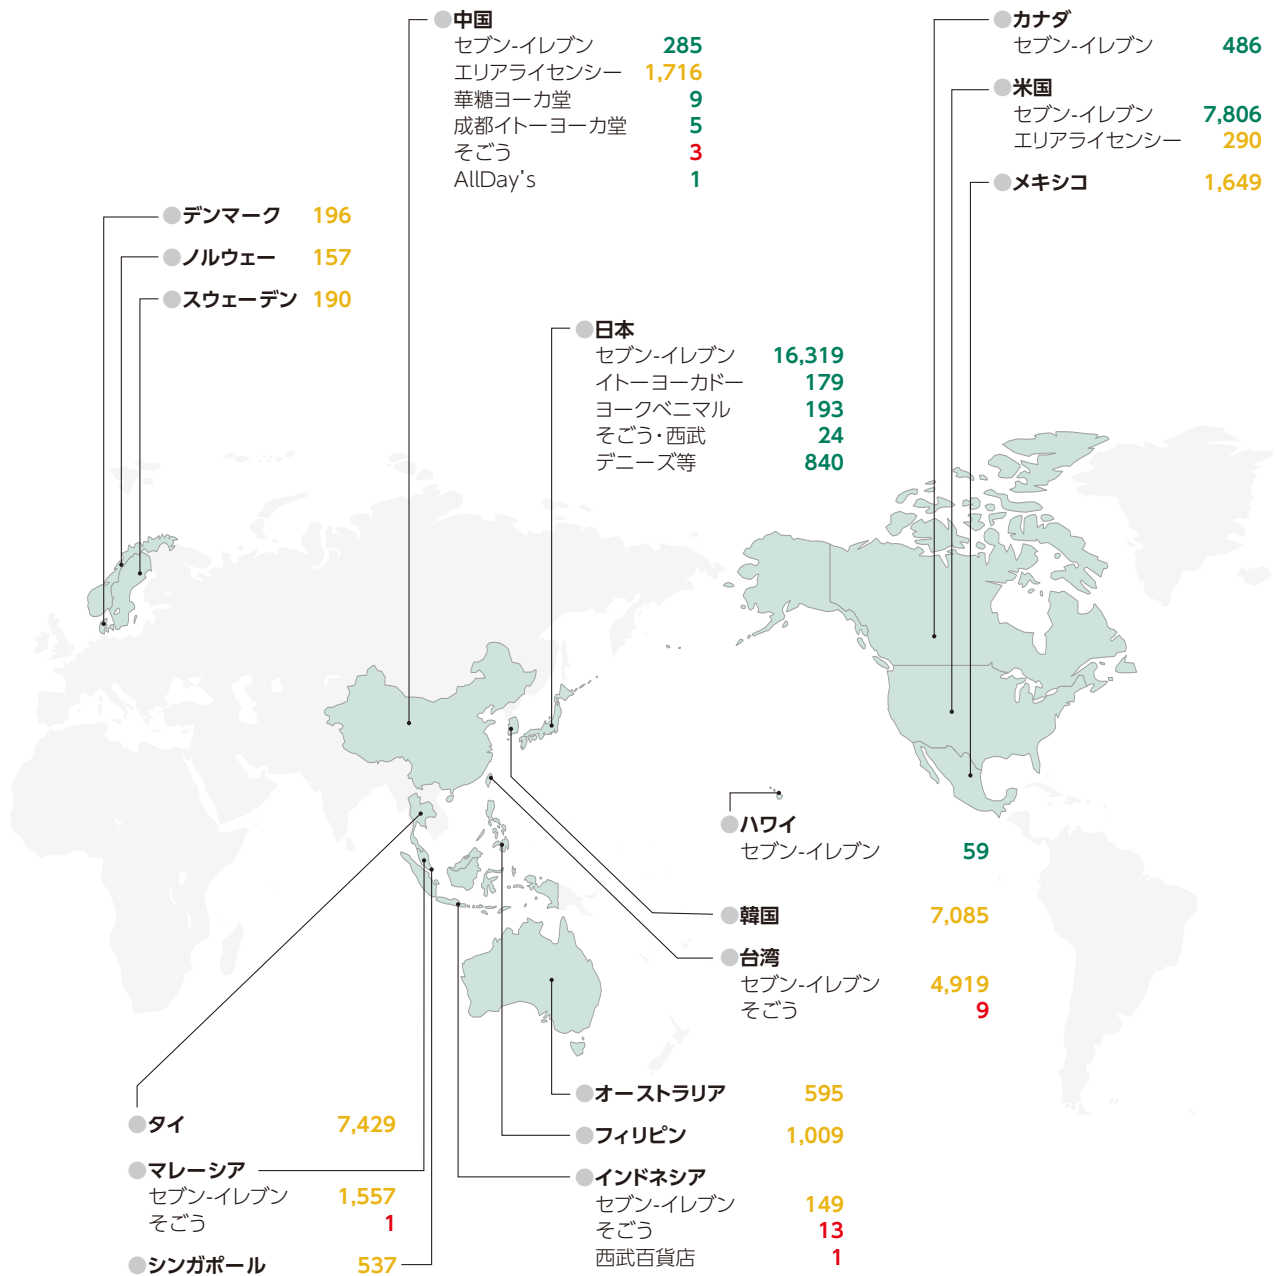 中国
セブン-イレブン 285
エリアライセンシー 1,716
華糖ヨーカ堂 9
成都イトーヨーカ堂 5
そごう 3
AllDay's 1
カナダ
セブン-イレブン 486
米国
セブン-イレブン 7,806
エリアライセンシー 290
メキシコ 1,649
デンマーク 196
ノルウェー 157
スウェーデン 190
日本
セブン-イレブン 16,319
イトーヨーカドー 179
ヨークベニマル 193
そごう・西武 24
デニーズ等 840
ハワイ
セブン-イレブン 59
韓国 7,085
台湾
セブン-イレブン 4,919
そごう 9
タイ 7,429
マレーシア
セブン-イレブン 1,557
そごう 1
シンガポール 537
オーストラリア 595
フィリピン 1,009
インドネシア
セブン-イレブン 149
そごう 13
西武百貨店 1